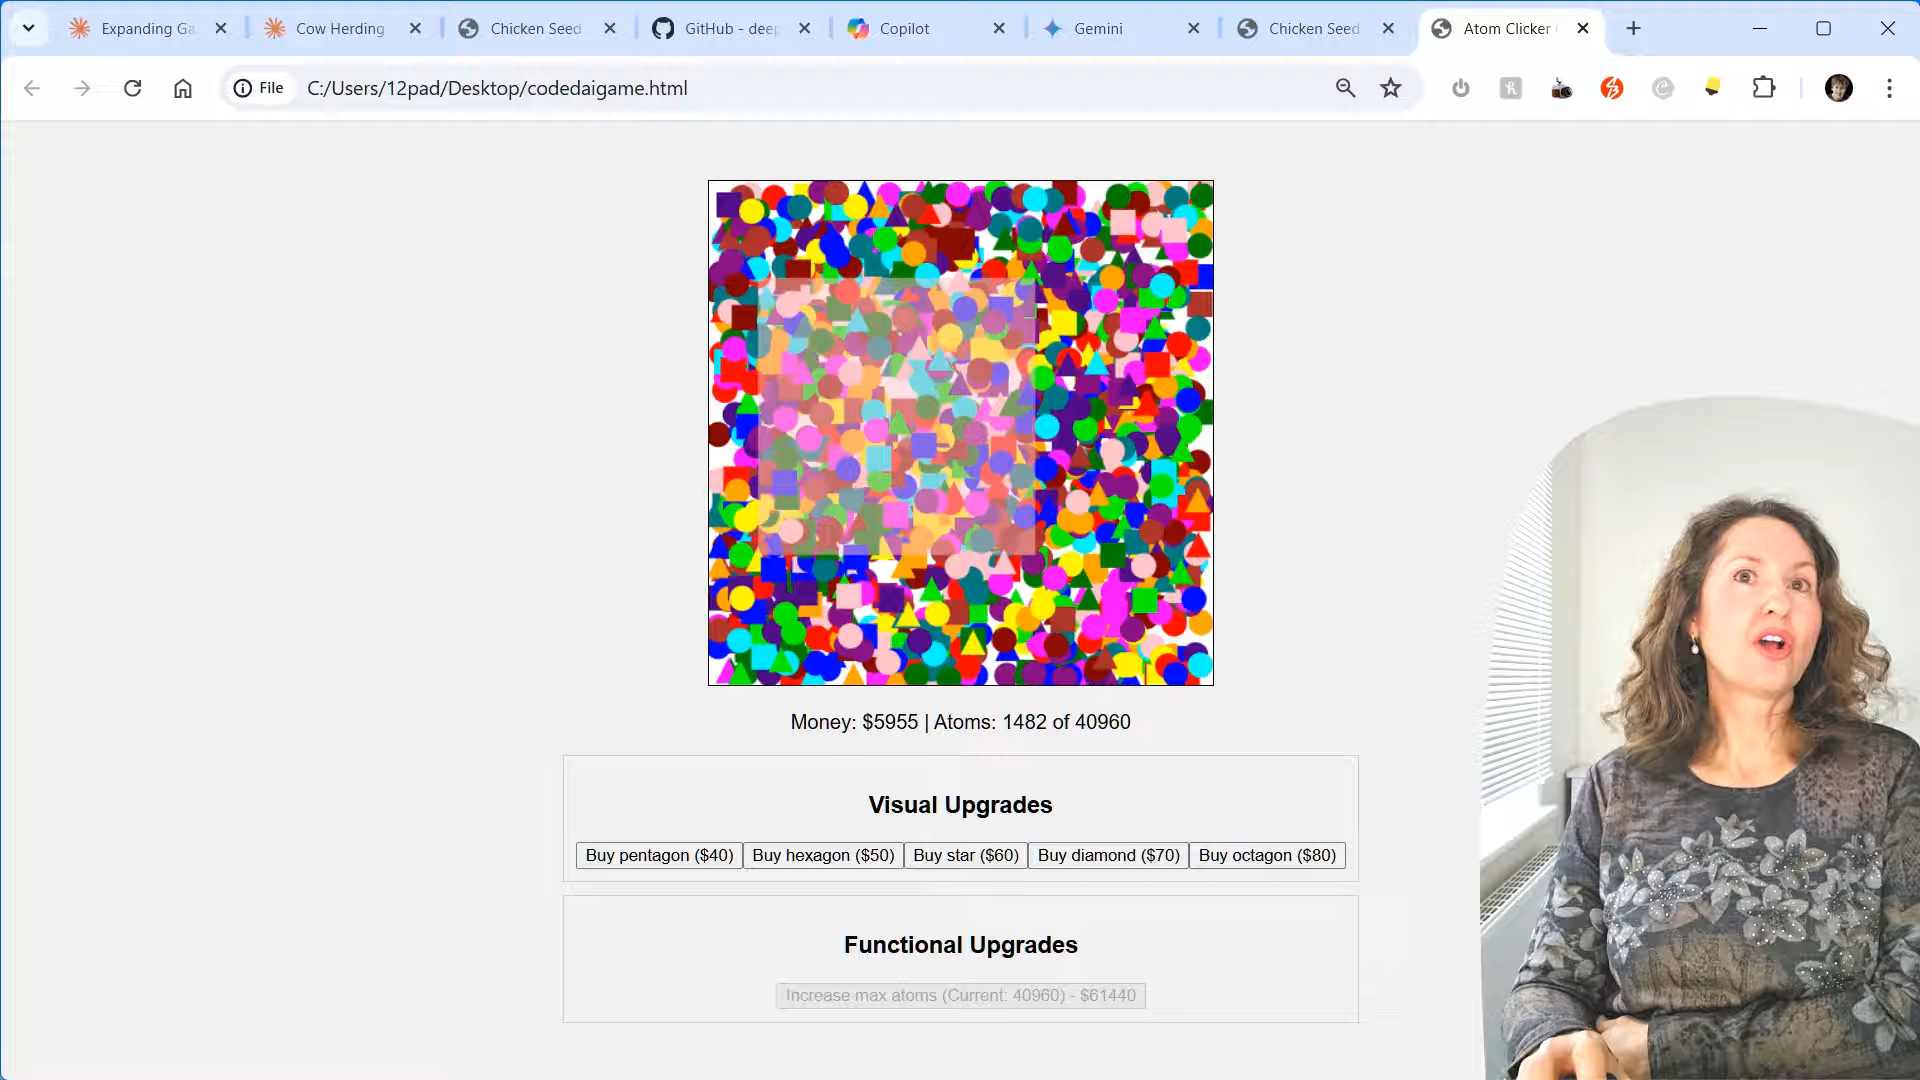 Expanding Ga
Cow Herding
Chicken Seed
GitHub - deep
Copilot
Gemini
Chicken Seed
Atom Clicker
File
C:/Users/12pad/Desktop/codedaigame.html
Money: $5955 | Atoms: 1482 of 40960
Visual Upgrades
Buy pentagon ($40)
Buy hexagon ($50)
Buy star ($60)
Buy diamond ($70)
Buy octagon ($80)
Functional Upgrades
Increase max atoms (Current: 40960) - $61440